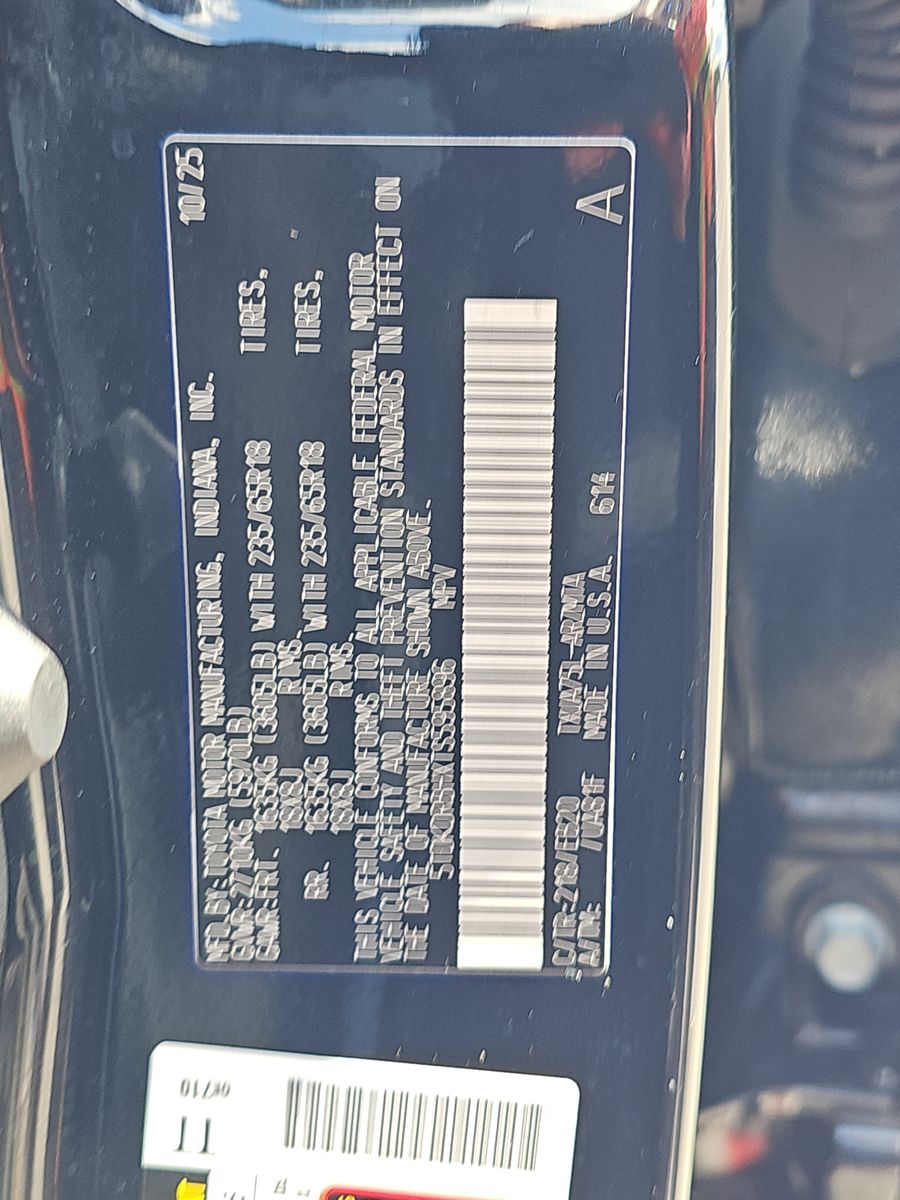 10/25
MFD. BY: TOYOTA MOTOR MANUFACTURING, INDIANA, INC.
GVWR: 2710KG (5970LB)
GAWR: FRT. 1635KG (3605LB) WITH 235/65R18 TIRES,
18X8J RIMS.
RR. 1635KG (3605LB) WITH 235/65R18 TIRES,
18X8J RIMS
THIS VEHICLE CONFORMS TO ALL APPLICABLE FEDERAL MOTOR
VEHICLE SAFETY AND THEFT PREVENTION STANDARDS IN EFFECT ON
THE DATE OF MANUFACTURE SHOWN ABOVE.
MPV
C/TR: 218/EB20
A/TM:
MADE IN U.S.A. 614
A
11